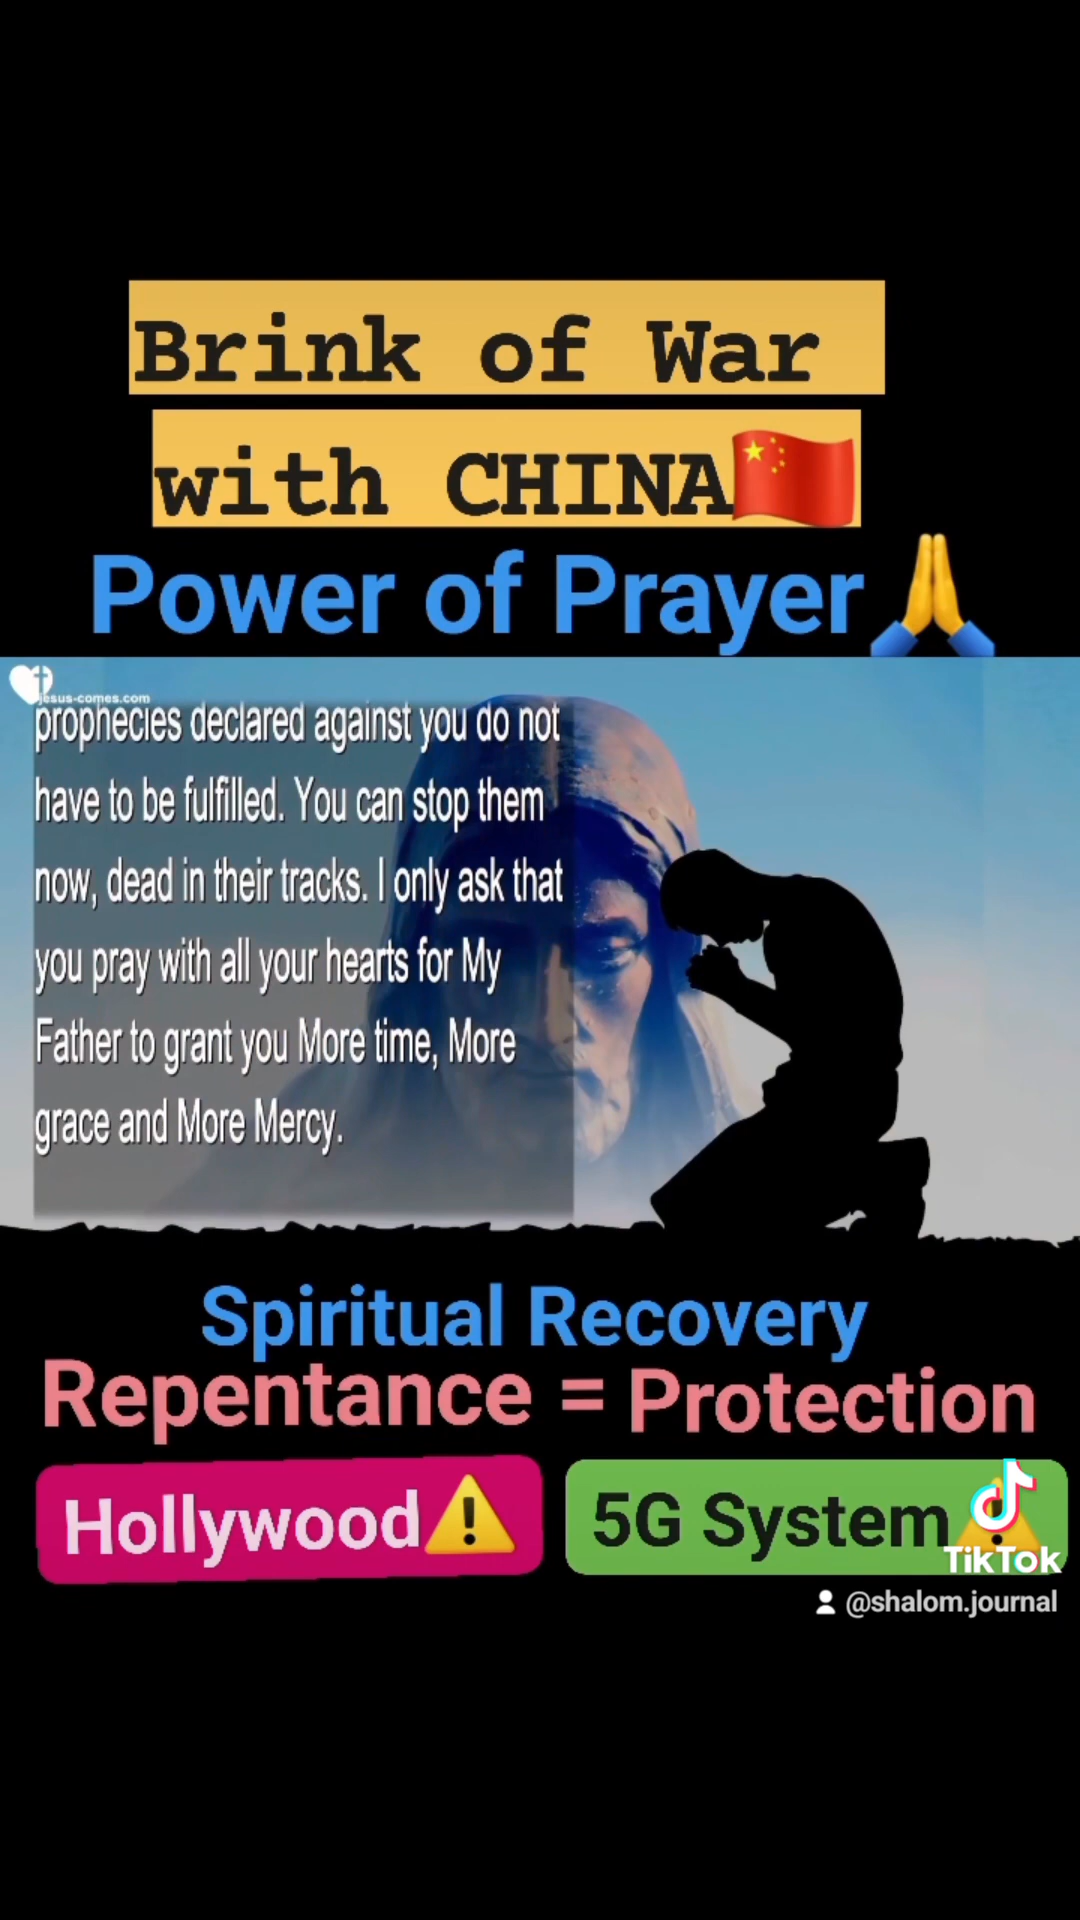 Brink of War
with CHINA🇨🇳
Power of Prayer🙏
jesus-comes.com
prophecies declared against you do not
have to be fulfilled. You can stop them
now, dead in their tracks. I only ask that
you pray with all your hearts for My
Father to grant you More time, More
grace and More Mercy.
Spiritual Recovery
Repentance = Protection
Hollywood⚠️ 5G System⚠️
TikTok
@shalom.journal